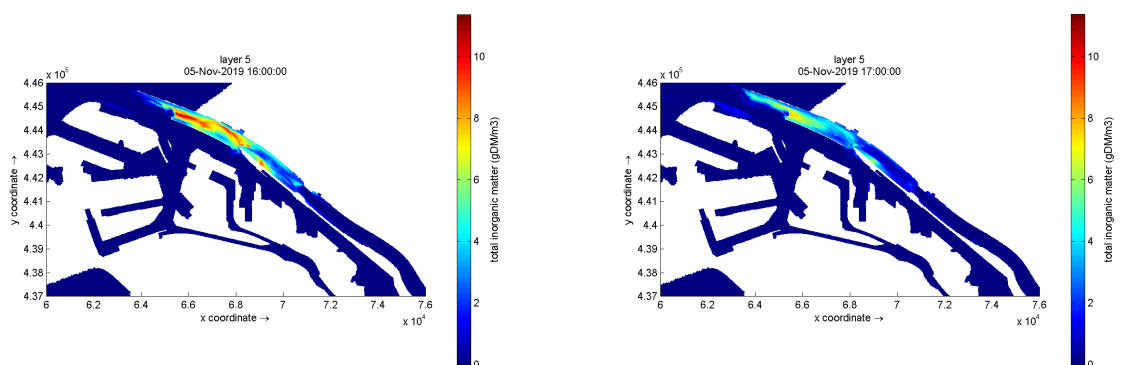 layer 5
05-Nov-2019 16:00:00
x 10^5
4.46
4.45
4.44
4.43
4.42
4.41
4.4
4.39
4.38
4.37
y coordinate →
6 6.2 6.4 6.6 6.8 7 7.2 7.4 7.6
x coordinate →
x 10^4
10
8
6
4
2
0
total inorganic matter (gDM/m3)
layer 5
05-Nov-2019 17:00:00
x 10^5
4.46
4.45
4.44
4.43
4.42
4.41
4.4
4.39
4.38
4.37
y coordinate →
6 6.2 6.4 6.6 6.8 7 7.2 7.4 7.6
x coordinate →
x 10^4
10
8
6
4
2
0
total inorganic matter (gDM/m3)